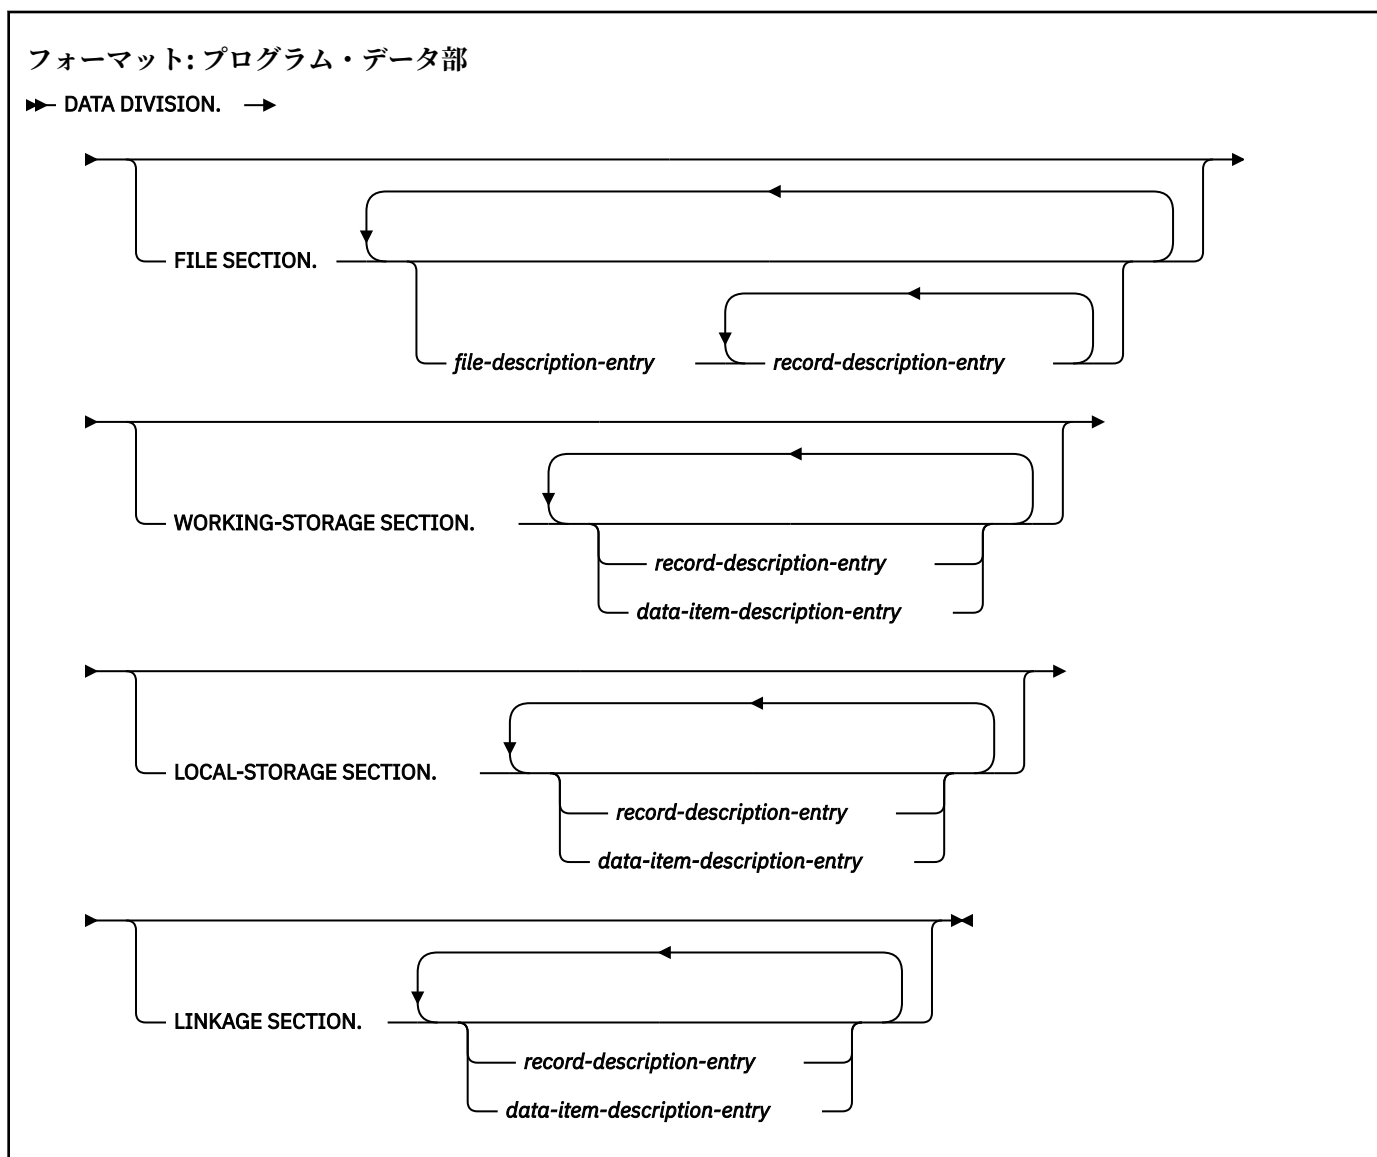 フォーマット: プログラム・データ部
DATA DIVISION.
FILE SECTION.
file-description-entry record-description-entry
WORKING-STORAGE SECTION.
record-description-entry
data-item-description-entry
LOCAL-STORAGE SECTION.
record-description-entry
data-item-description-entry
LINKAGE SECTION.
record-description-entry
data-item-description-entry